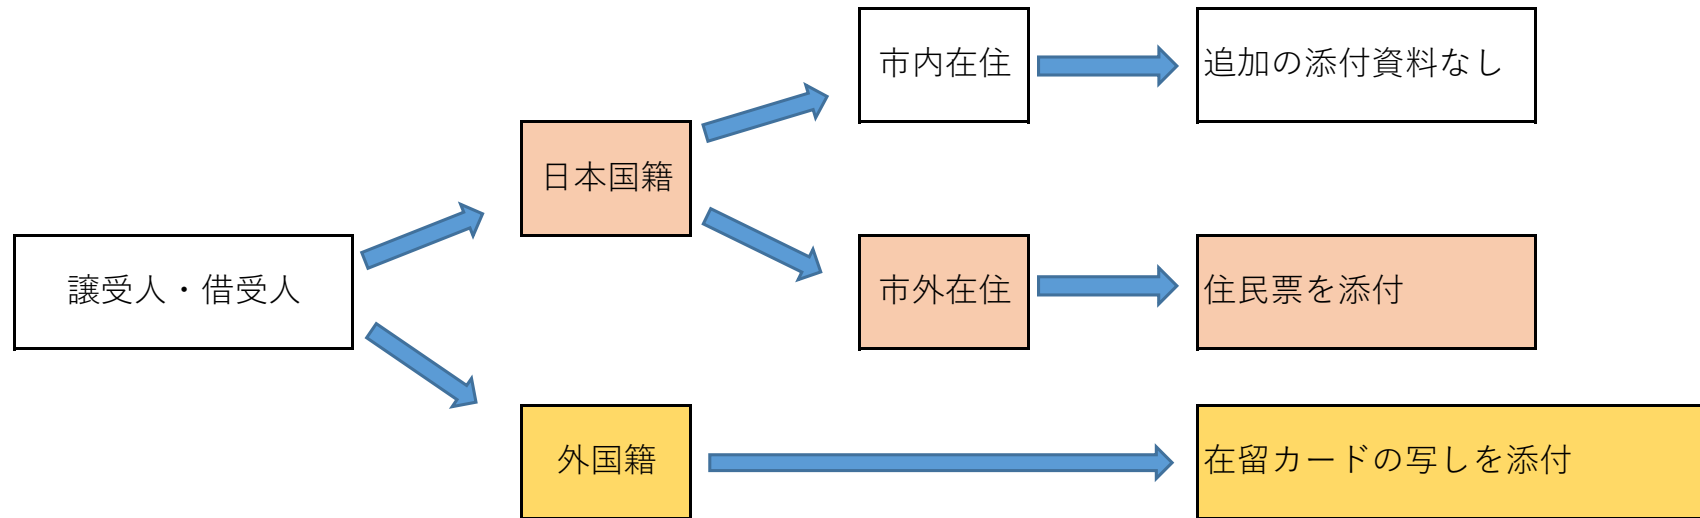 市内在住
追加の添付資料なし
日本国籍
譲受人・借受人
市外在住
住民票を添付
外国籍
在留カードの写しを添付